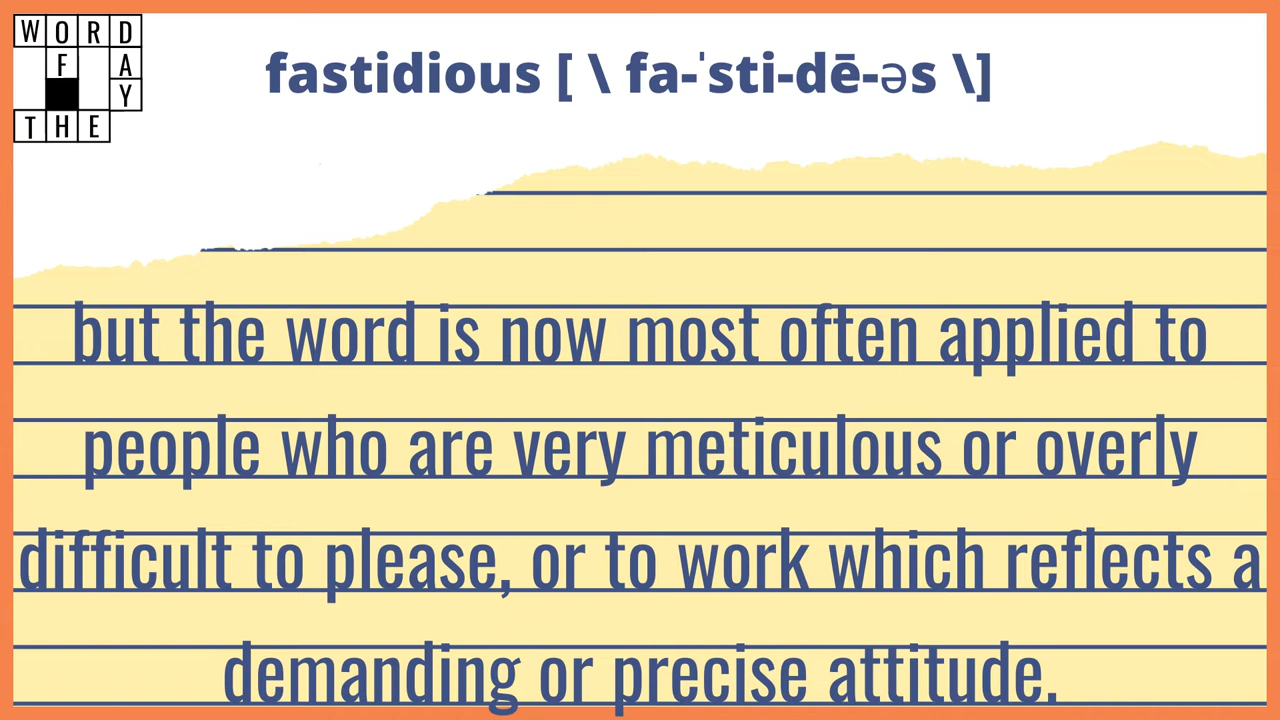 WORD
OF
THE
DAY
fastidious [ \ fa-ˈsti-dē-əs \]
but the word is now most often applied to
people who are very meticulous or overly
difficult to please, or to work which reflects a
demanding or precise attitude.